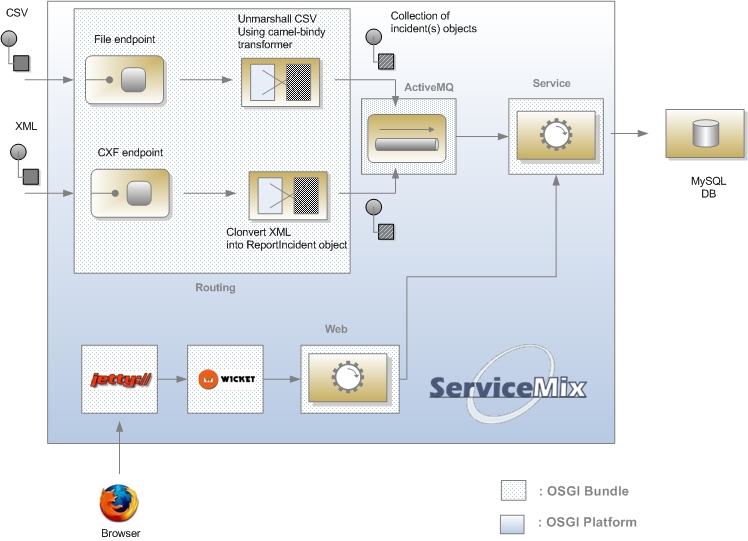 CSV
File endpoint
Unmarshall CSV
Using camel-bindy
transformer
Collection of
incident(s) objects
ActiveMQ
Service
XML
CXF endpoint
Clonvert XML
into ReportIncident object
MySQL
DB
Routing
Web
jetty://
WICKET
ServiceMix
Browser
: OSGI Bundle
: OSGI Platform